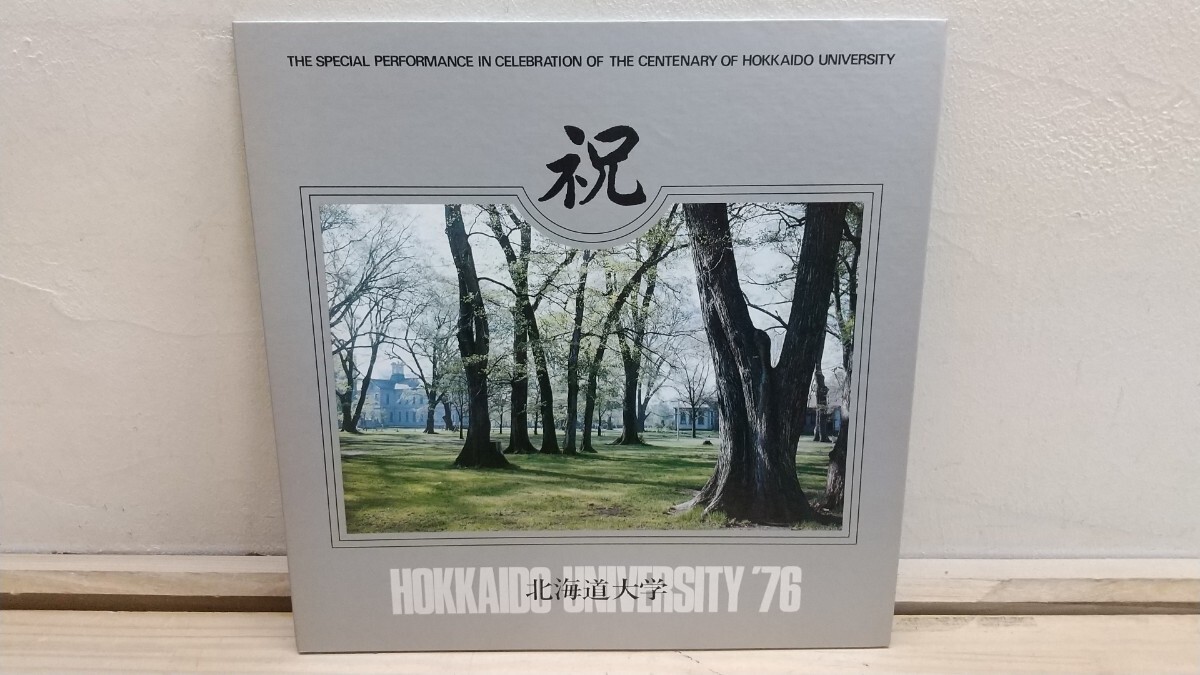 THE SPECIAL PERFORMANCE IN CELEBRATION OF THE CENTENARY OF HOKKAIDO UNIVERSITY
祝
HOKKAIDO UNIVERSITY '76
北海道大学